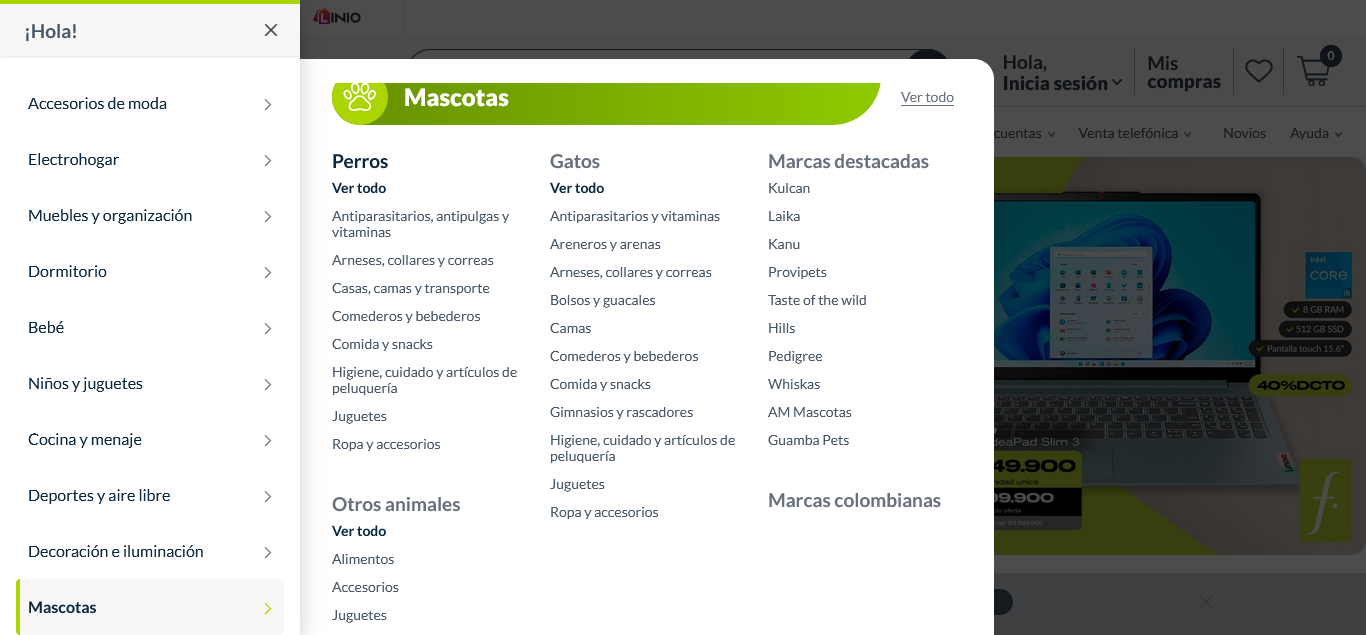 ¡Hola!
Accesorios de moda
Electrohogar
Muebles y organización
Dormitorio
Bebé
Niños y juguetes
Cocina y menaje
Deportes y aire libre
Decoración e iluminación
Mascotas
LINIO
Mascotas
Ver todo
Perros
Ver todo
Antiparasitarios, antipulgas y
vitaminas
Arneses, collares y correas
Casas, camas y transporte
Comederos y bebederos
Comida y snacks
Higiene, cuidado y artículos de
peluquería
Juguetes
Ropa y accesorios
Otros animales
Ver todo
Alimentos
Accesorios
Juguetes
Gatos
Ver todo
Antiparasitarios y vitaminas
Areneros y arenas
Arneses, collares y correas
Bolsos y guacales
Camas
Comederos y bebederos
Comida y snacks
Gimnasios y rascadores
Higiene, cuidado y artículos de
peluquería
Juguetes
Ropa y accesorios
Marcas destacadas
Kulcan
Laika
Kanu
Provipets
Taste of the wild
Hills
Pedigree
Whiskas
AM Mascotas
Guamba Pets
Marcas colombianas
Hola,
Inicia sesión
Mis
compras
0
cuentas
Venta telefónica
Novios
Ayuda
intel
CORE
i5
8 GB RAM
512 GB SSD
Pantalla touch 15.6"
40%DCTO
deaPad Slim 3
49.900
nidad unica
99.900
io oferta
f.